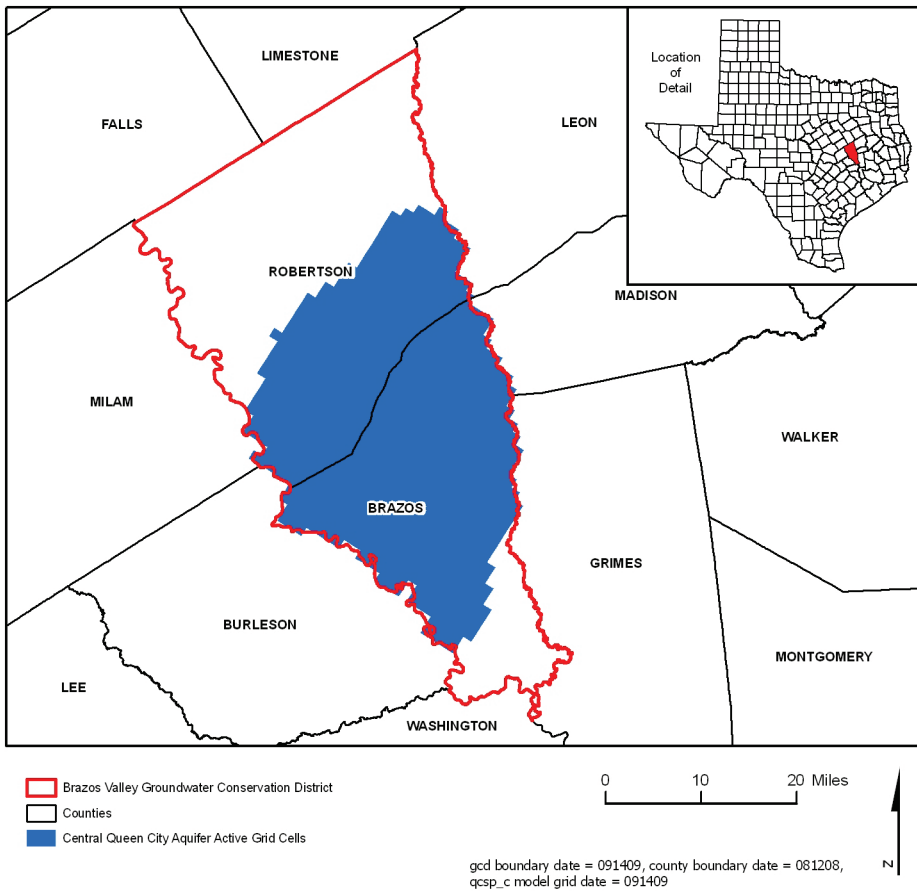 LIMESTONE
Location
of
Detail
FALLS
LEON
ROBERTSON
MADISON
MILAM
WALKER
BRAZOS
GRIMES
BURLESON
MONTGOMERY
LEE
WASHINGTON
Brazos Valley Groundwater Conservation District
Counties
Central Queen City Aquifer Active Grid Cells
0 10 20 Miles
N
gcd boundary date = 091409, county boundary date = 081208,
qcsp_c model grid date = 091409